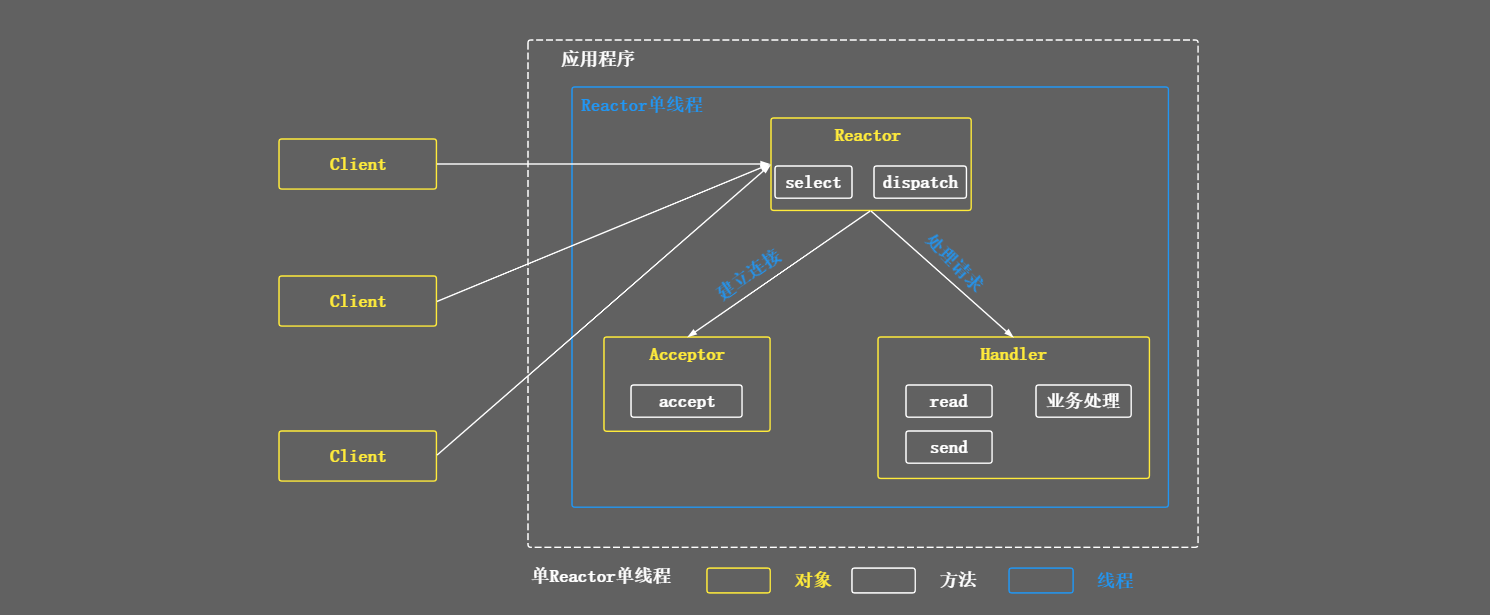 应用程序
Reactor单线程
Reactor
select
dispatch
Client
Client
Client
建立连接
处理请求
Acceptor
accept
Handler
read
业务处理
send
单Reactor单线程
对象
方法
线程